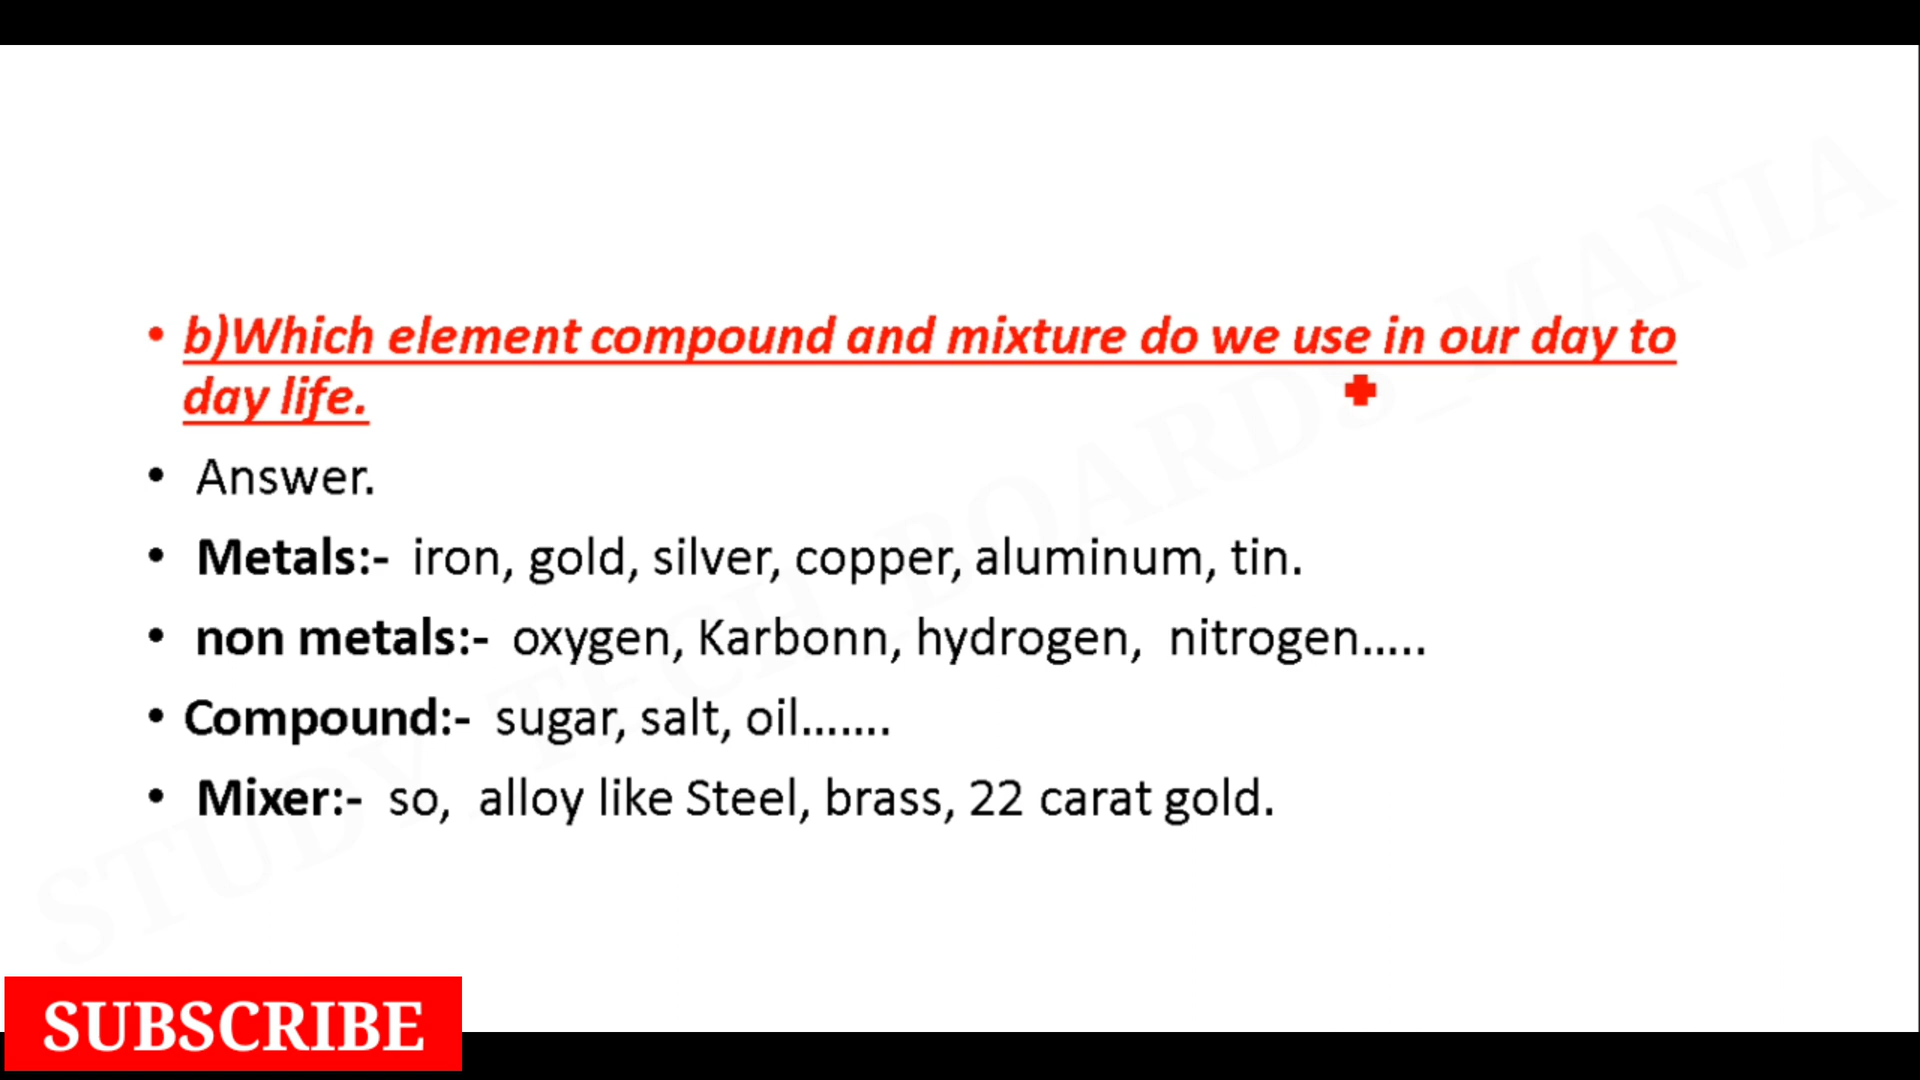 • b)Which element compound and mixture do we use in our day to
day life.
• Answer.
• Metals:- iron, gold, silver, copper, aluminum, tin.
• non metals:- oxygen, Karbonn, hydrogen, nitrogen.....
• Compound:- sugar, salt, oil.......
• Mixer:- so, alloy like Steel, brass, 22 carat gold.
STUDY_TECH_BOARDS_MANIA
SUBSCRIBE